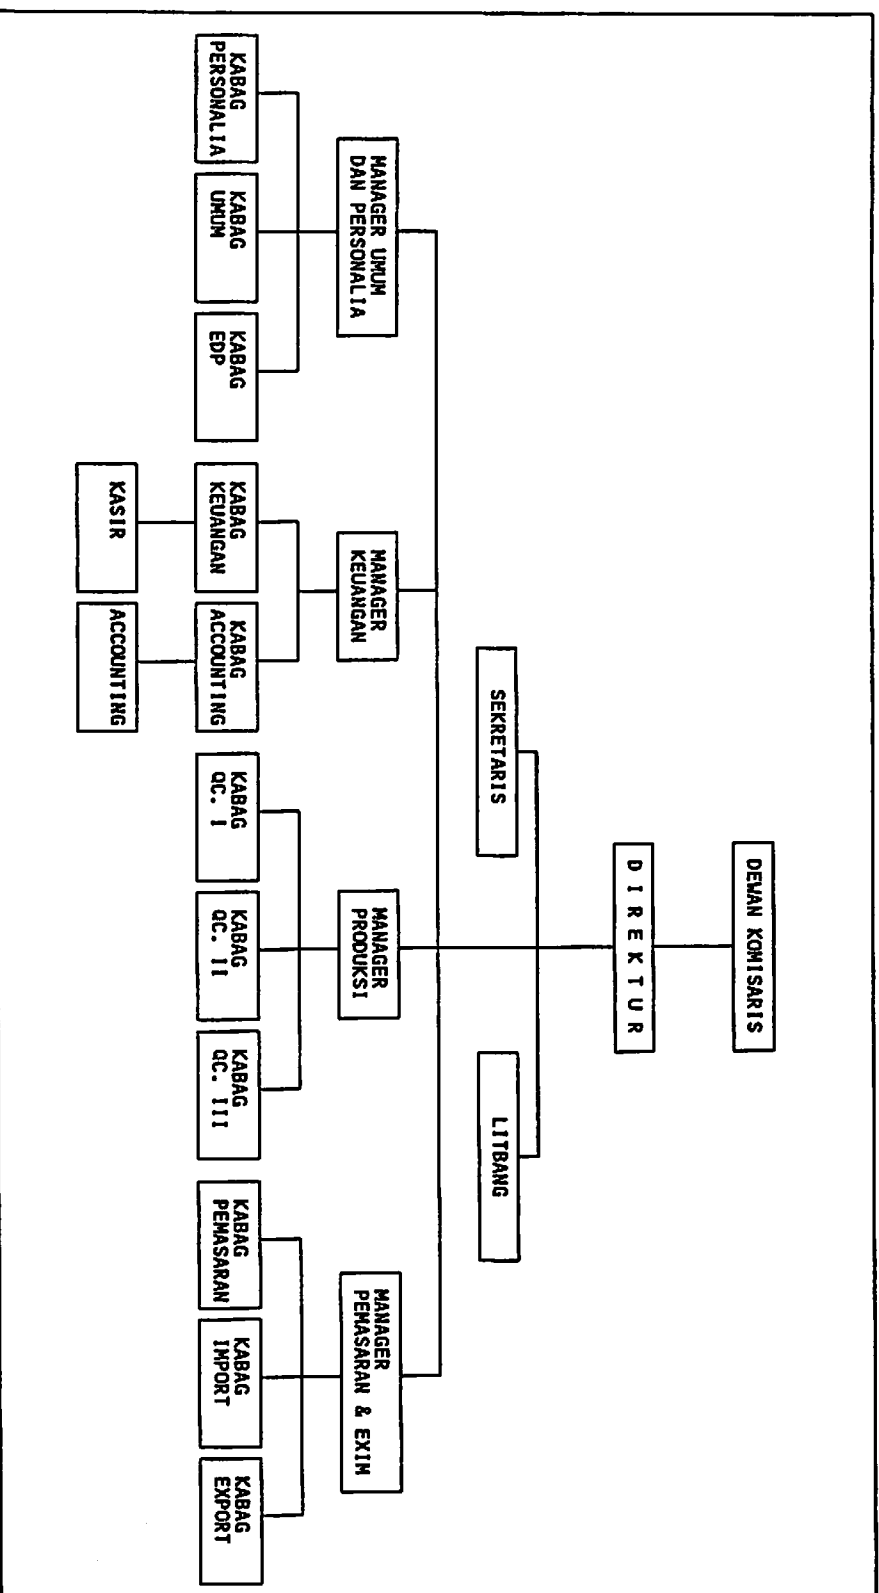 DEWAN KOMISARIS
D I R E K T U R
SEKRETARIS
LITBANG
MANAGER UMUM
DAN PERSONALIA
MANAGER
KEUANGAN
MANAGER
PRODUKSI
MANAGER
PEMASARAN & EXIM
KABAG
PERSONALIA
KABAG
UMUM
KABAG
EDP
KABAG
KEUANGAN
KABAG
ACCOUNTING
KABAG
QC. I
KABAG
QC. II
KABAG
QC. III
KABAG
PEMASARAN
KABAG
IMPORT
KABAG
EXPORT
KASIR
ACCOUNTING